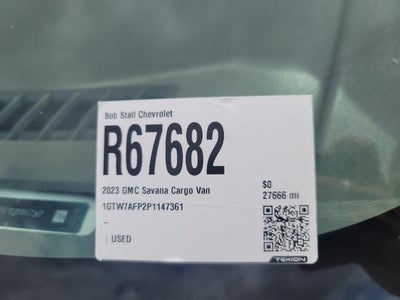 Bob Stall Chevrolet
R67682
2023 GMC Savana Cargo Van
$0
1GTW7AFP2P1147361
27666 mi
–
| USED
TEKION